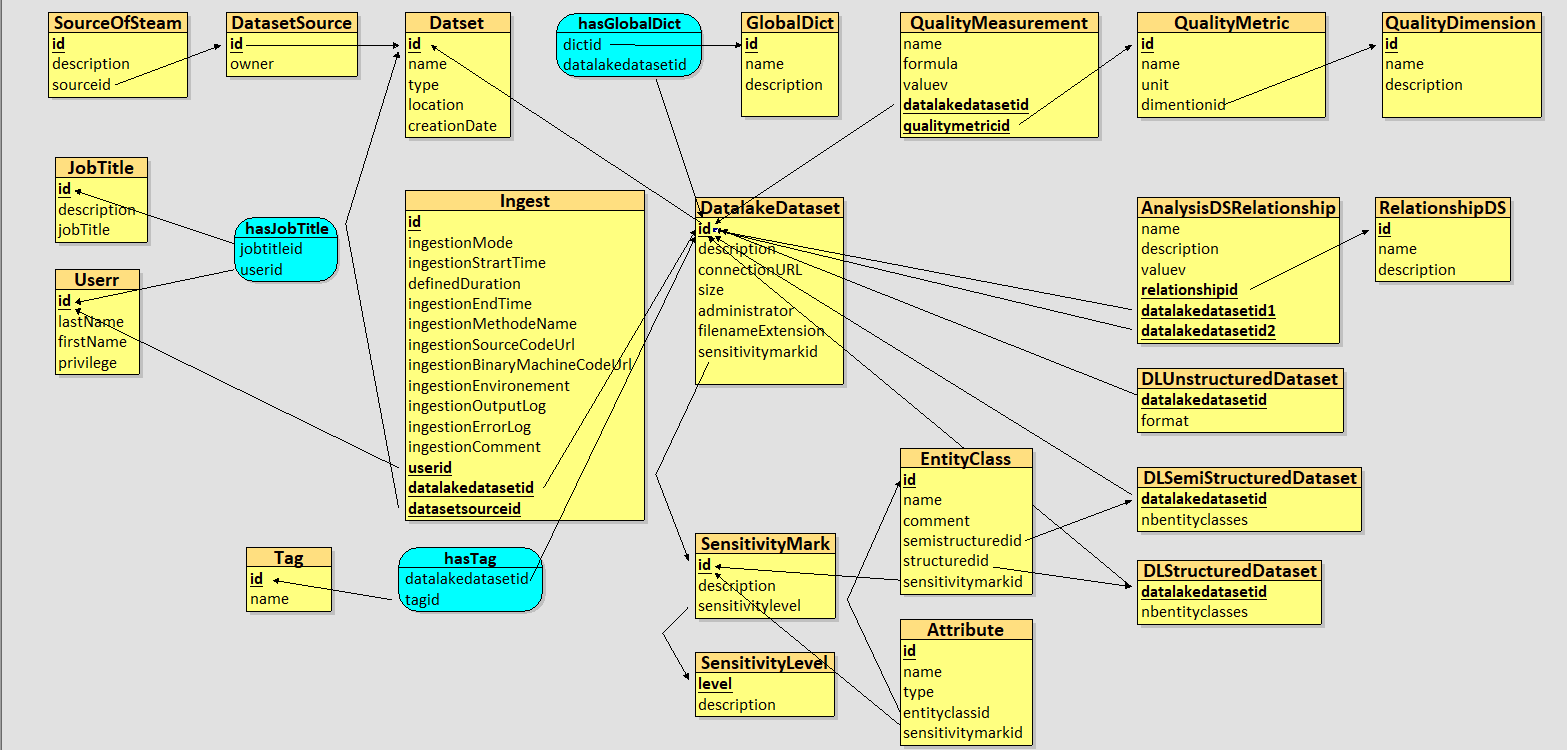 SourceOfSteam
id
description
sourceid
DatasetSource
id
owner
Datset
id
name
type
location
creationDate
hasGlobalDict
dictid
datalakedatasetid
GlobalDict
id
name
description
QualityMeasurement
name
formula
valuev
datalakedatasetid
qualitymetricid
QualityMetric
id
name
unit
dimentionid
QualityDimension
id
name
description
JobTitle
id
description
jobTitle
hasJobTitle
jobtitleid
userid
Userr
id
lastName
firstName
privilege
Ingest
id
ingestionMode
ingestionStrartTime
definedDuration
ingestionEndTime
ingestionMethodeName
ingestionSourceCodeUrl
ingestionBinaryMachineCodeUrl
ingestionEnvironement
ingestionOutputLog
ingestionErrorLog
ingestionComment
userid
datalakedatasetid
datasetsourceid
DatalakeDataset
id
description
connectionURL
size
administrator
filenameExtension
sensitivitymarkid
AnalysisDSRelationship
name
description
valuev
relationshipid
datalakedatasetid1
datalakedatasetid2
RelationshipDS
id
name
description
DLUnstructuredDataset
datalakedatasetid
format
EntityClass
id
name
comment
semistructuredid
structuredid
sensitivitymarkid
DLSemiStructuredDataset
datalakedatasetid
nbentityclasses
DLStructuredDataset
datalakedatasetid
nbentityclasses
Tag
id
name
hasTag
datalakedatasetid
tagid
SensitivityMark
id
description
sensitivitylevel
SensitivityLevel
level
description
Attribute
id
name
type
entityclassid
sensitivitymarkid